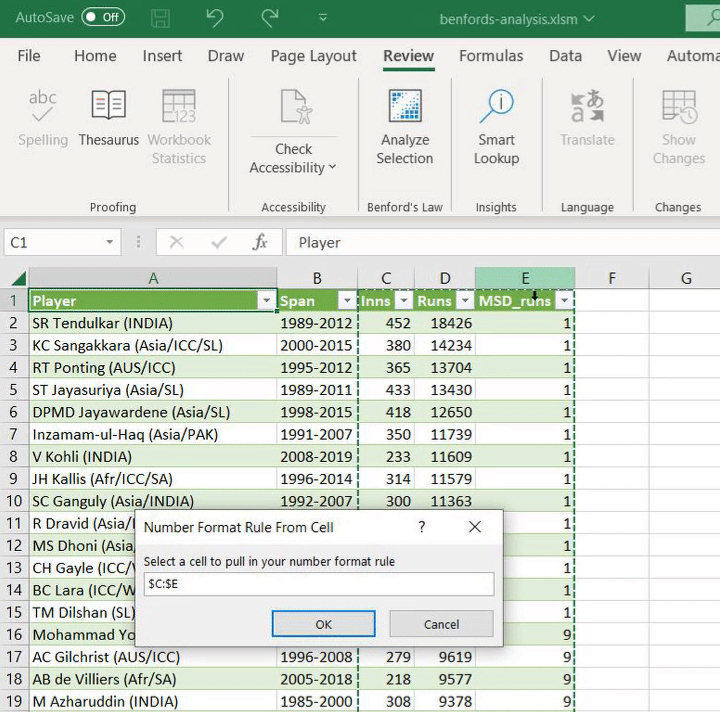 AutoSave Off benfords-analysis.xlsm
File Home Insert Draw Page Layout Review Formulas Data View Automa
abc 123
Spelling Thesaurus Workbook Statistics Check Accessibility Analyze Selection Smart Lookup Translate Show Changes
Proofing Accessibility Benford's Law Insights Language Changes
C1 fx Player
A B C D E F G
1 Player Span Inns Runs MSD_runs
2 SR Tendulkar (INDIA) 1989-2012 452 18426 1
3 KC Sangakkara (Asia/ICC/SL) 2000-2015 380 14234 1
4 RT Ponting (AUS/ICC) 1995-2012 365 13704 1
5 ST Jayasuriya (Asia/SL) 1989-2011 433 13430 1
6 DPMD Jayawardene (Asia/SL) 1998-2015 418 12650 1
7 Inzamam-ul-Haq (Asia/PAK) 1991-2007 350 11739 1
8 V Kohli (INDIA) 2008-2019 233 11609 1
9 JH Kallis (Afr/ICC/SA) 1996-2014 314 11579 1
10 SC Ganguly (Asia/INDIA) 1992-2007 300 11363 1
11 R Dravid (Asia/ 1
12 MS Dhoni (Asia 1
13 CH Gayle (ICC/ 1
14 BC Lara (ICC/W 1
15 TM Dilshan (SL) 1
16 Mohammad Yo 9
17 AC Gilchrist (AUS/ICC) 1996-2008 279 9619 9
18 AB de Villiers (Afr/SA) 2005-2018 218 9577 9
19 M Azharuddin (INDIA) 1985-2000 308 9378 9
Number Format Rule From Cell ?
Select a cell to pull in your number format rule
$C:$E
OK Cancel